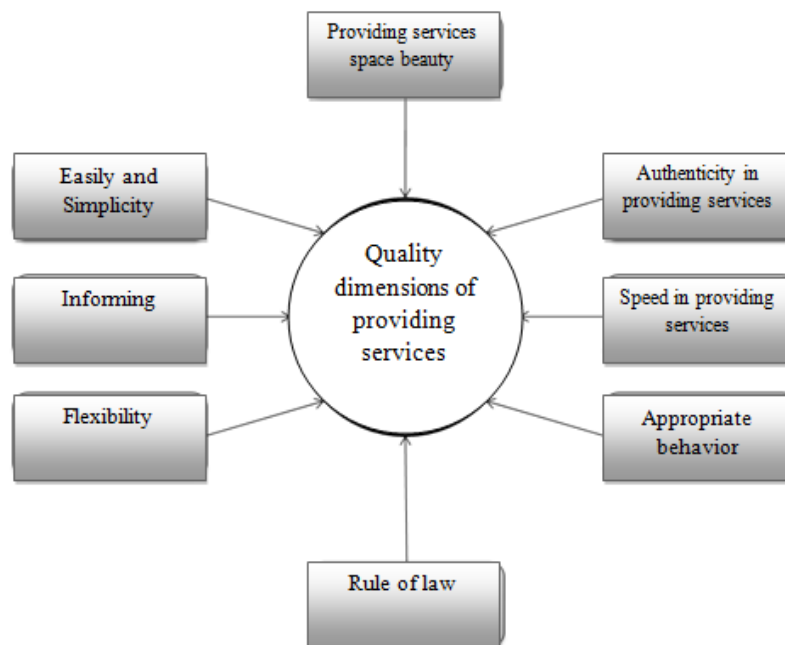 Providing services
space beauty
Easily and
Simplicity
Authenticity in
providing services
Quality
dimensions of
providing
services
Informing
Speed in providing
services
Flexibility
Appropriate
behavior
Rule of law